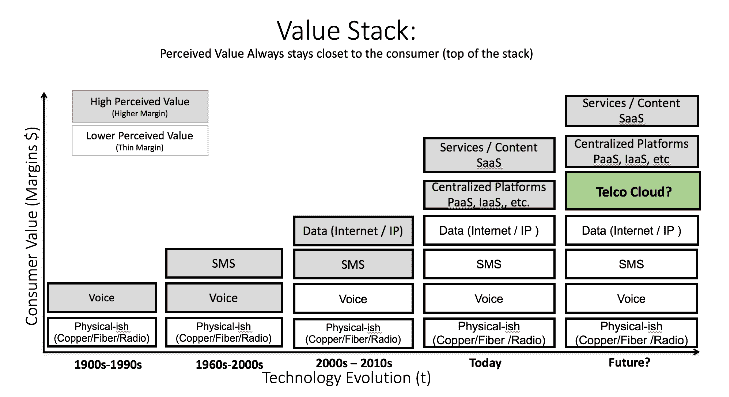 Value Stack:
Perceived Value Always stays closet to the consumer (top of the stack)
Consumer Value (Margins $)
High Perceived Value
(Higher Margin)
Lower Perceived Value
(Thin Margin)
Voice
Physical-ish
(Copper/Fiber/Radio)
1900s-1990s
SMS
Voice
Physical-ish
(Copper/Fiber/Radio)
1960s-2000s
Data (Internet / IP)
SMS
Voice
Physical-ish
(Copper/Fiber/Radio)
2000s – 2010s
Services / Content
SaaS
Centralized Platforms
PaaS, IaaS,, etc.
Data (Internet / IP )
SMS
Voice
Physical-ish
(Copper/Fiber /Radio)
Today
Services / Content
SaaS
Centralized Platforms
PaaS, IaaS, etc
Telco Cloud?
Data (Internet / IP )
SMS
Voice
Physical-ish
(Copper/Fiber/Radio)
Future?
Technology Evolution (t)